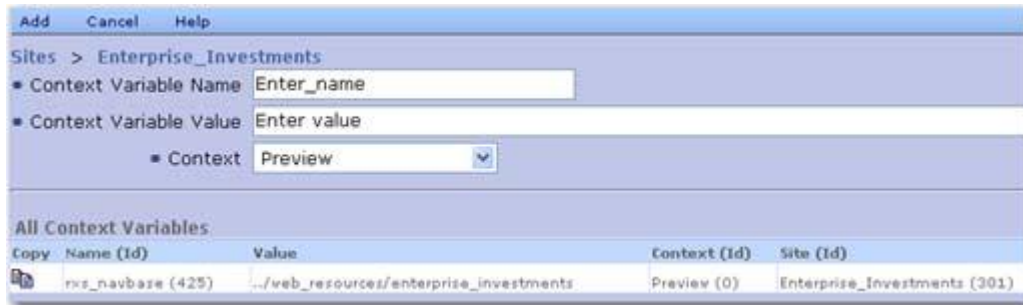 Add Cancel Help
Sites > Enterprise_Investments
Context Variable Name Enter_name
Context Variable Value Enter value
Context Preview
All Context Variables
Copy Name (Id) Value Context (Id) Site (Id)
rxs_navbase (425) ../web_resources/enterprise_investments Preview (0) Enterprise_Investments (301)